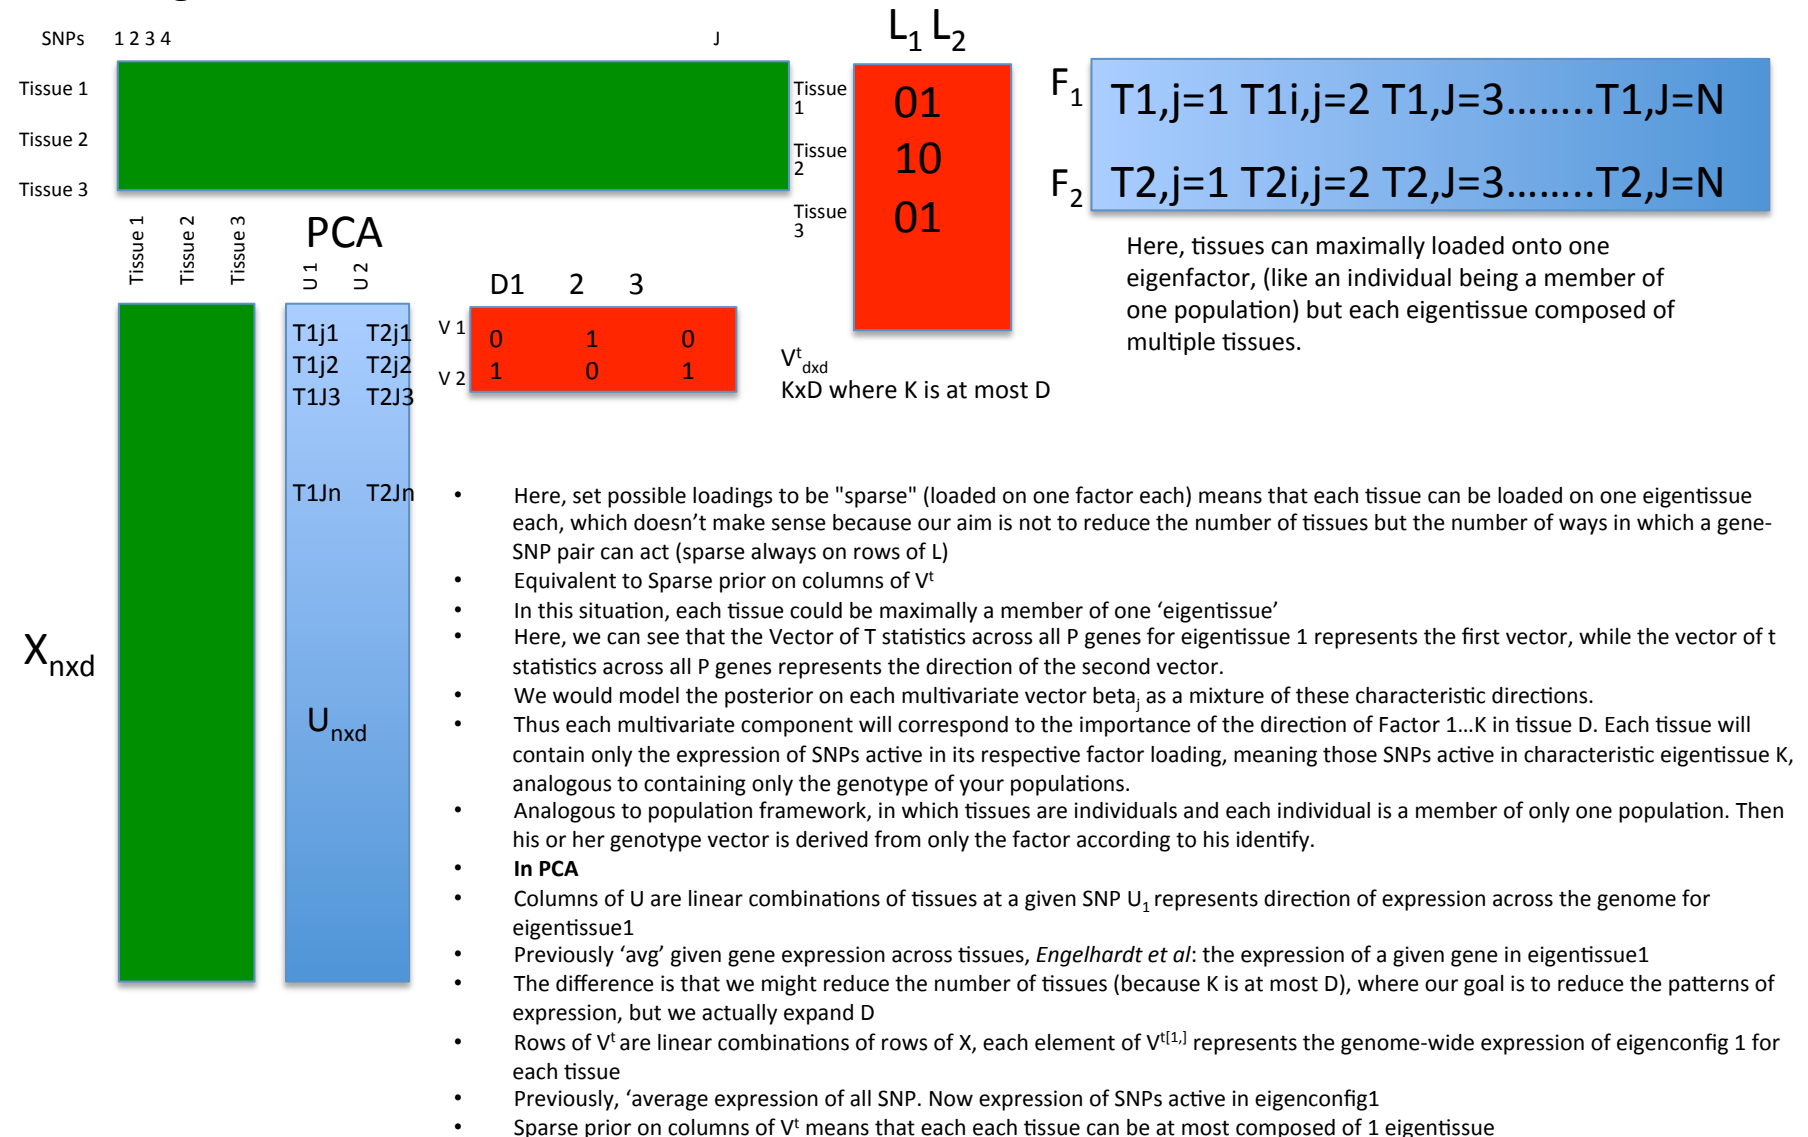 SNPs 1 2 3 4 J
L1 L2
Tissue 1
Tissue 2
Tissue 3
Tissue 1
Tissue 2
Tissue 3
01
10
01
F1 T1,j=1 T1i,j=2 T1,J=3........T1,J=N
F2 T2,j=1 T2i,j=2 T2,J=3........T2,J=N
Here, tissues can maximally loaded onto one
eigenfactor, (like an individual being a member of
one population) but each eigentissue composed of
multiple tissues.
Tissue 1
Tissue 2
Tissue 3
PCA
U 1
U 2
T1j1 T2j1
T1j2 T2j2
T1J3 T2J3
T1Jn T2Jn
D1 2 3
V 1 0 1 0
V 2 1 0 1
Vt dxd
KxD where K is at most D
Xnxd
Unxd
• Here, set possible loadings to be "sparse" (loaded on one factor each) means that each tissue can be loaded on one eigentissue
each, which doesn't make sense because our aim is not to reduce the number of tissues but the number of ways in which a gene-
SNP pair can act (sparse always on rows of L)
• Equivalent to Sparse prior on columns of Vt
• In this situation, each tissue could be maximally a member of one ‘eigentissue’
• Here, we can see that the Vector of T statistics across all P genes for eigentissue 1 represents the first vector, while the vector of t
statistics across all P genes represents the direction of the second vector.
• We would model the posterior on each multivariate vector betaj as a mixture of these characteristic directions.
• Thus each multivariate component will correspond to the importance of the direction of Factor 1...K in tissue D. Each tissue will
contain only the expression of SNPs active in its respective factor loading, meaning those SNPs active in characteristic eigentissue K,
analogous to containing only the genotype of your populations.
• Analogous to population framework, in which tissues are individuals and each individual is a member of only one population. Then
his or her genotype vector is derived from only the factor according to his identify.
• In PCA
• Columns of U are linear combinations of tissues at a given SNP U1 represents direction of expression across the genome for
eigentissue1
• Previously ‘avg’ given gene expression across tissues, Engelhardt et al: the expression of a given gene in eigentissue1
• The difference is that we might reduce the number of tissues (because K is at most D), where our goal is to reduce the patterns of
expression, but we actually expand D
• Rows of Vt are linear combinations of rows of X, each element of Vt[1,] represents the genome-wide expression of eigenconfig 1 for
each tissue
• Previously, ‘average expression of all SNP. Now expression of SNPs active in eigenconfig1
• Sparse prior on columns of Vt means that each each tissue can be at most composed of 1 eigentissue